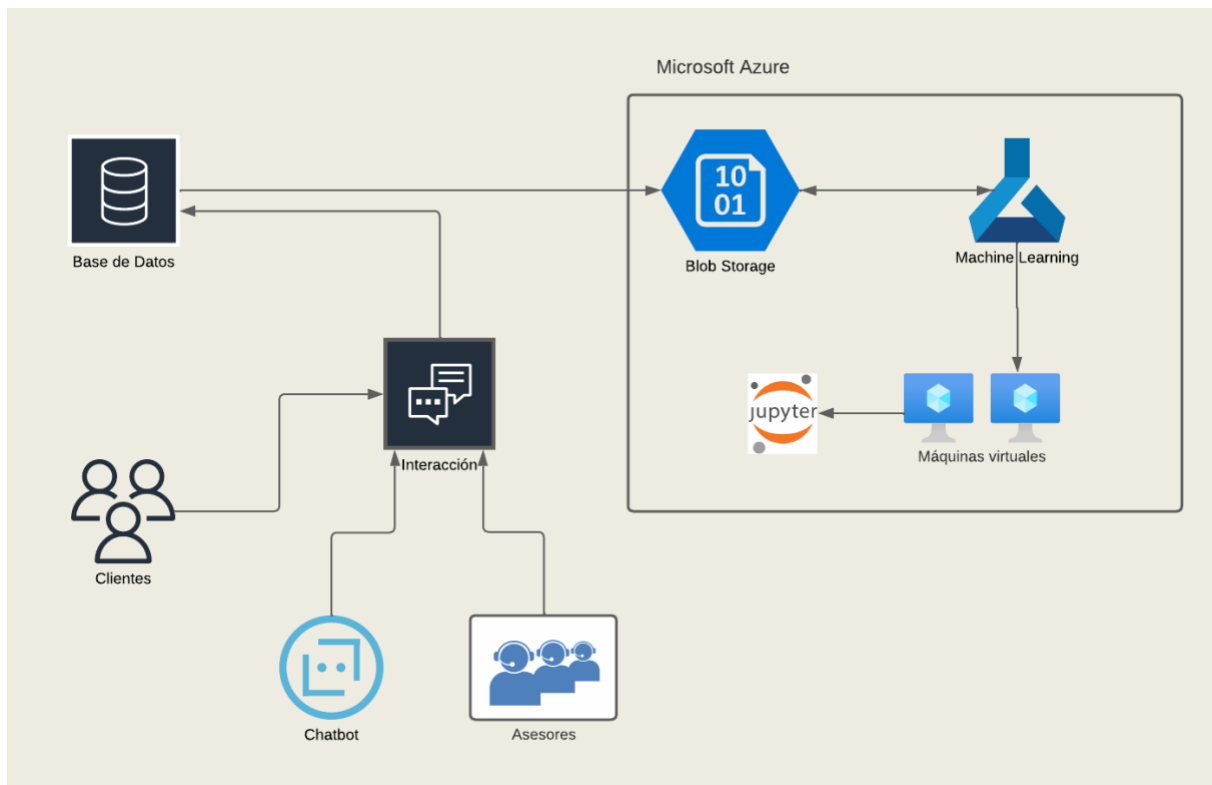 Microsoft Azure
10
01
Base de Datos
Blob Storage
Machine Learning
jupyter
Máquinas virtuales
Interacción
Clientes
Chatbot
Asesores